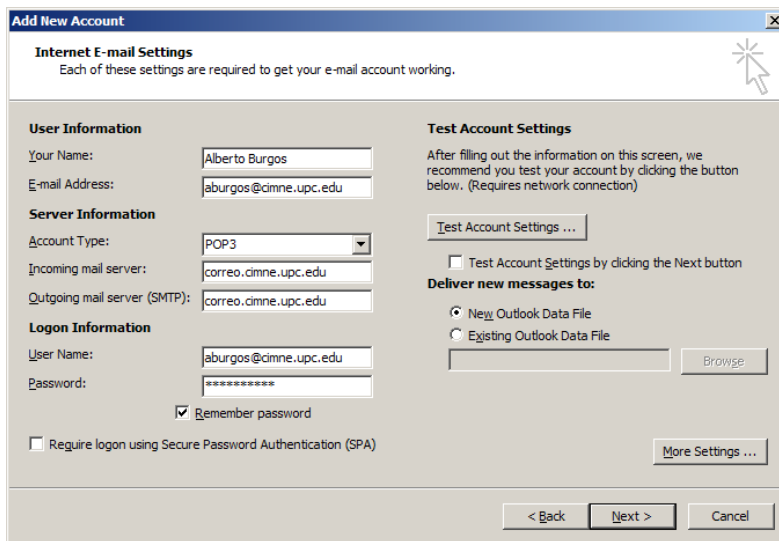 Add New Account
Internet E-mail Settings
Each of these settings are required to get your e-mail account working.
User Information
Your Name:
Alberto Burgos
E-mail Address:
aburgos@cimne.upc.edu
Server Information
Account Type:
POP3
Incoming mail server:
correo.cimne.upc.edu
Outgoing mail server (SMTP):
correo.cimne.upc.edu
Logon Information
User Name:
aburgos@cimne.upc.edu
Password:
**********
Remember password
Require logon using Secure Password Authentication (SPA)
Test Account Settings
After filling out the information on this screen, we
recommend you test your account by clicking the button
below. (Requires network connection)
Test Account Settings ...
Test Account Settings by clicking the Next button
Deliver new messages to:
New Outlook Data File
Existing Outlook Data File
Browse
More Settings ...
< Back
Next >
Cancel